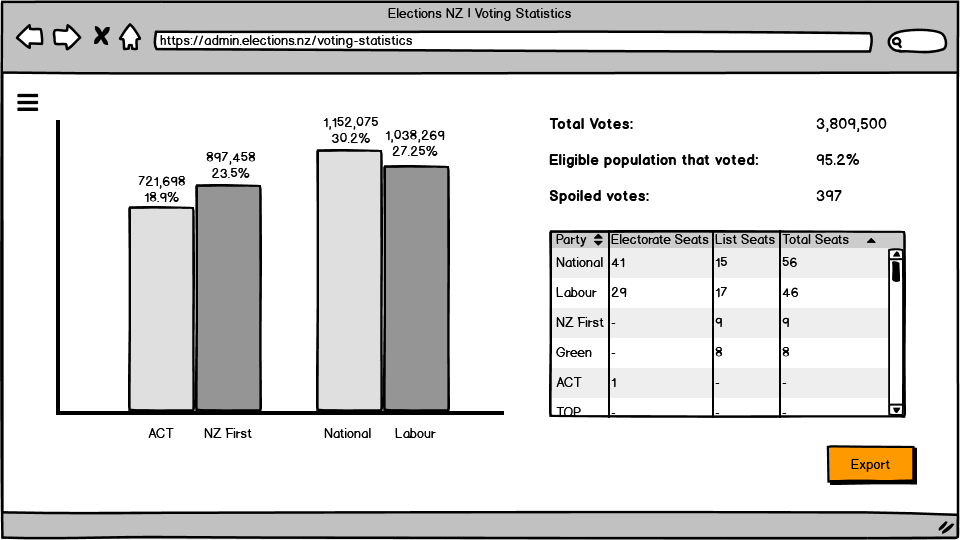 Elections NZ | Voting Statistics
https://admin.elections.nz/voting-statistics
721,698
18.9%
897,458
23.5%
1,152,075
30.2%
1,038,269
27.25%
ACT
NZ First
National
Labour
Total Votes: 3,809,500
Eligible population that voted: 95.2%
Spoiled votes: 397
Party Electorate Seats List Seats Total Seats
National 41 15 56
Labour 29 17 46
NZ First - 9 9
Green - 8 8
ACT 1 - -
TOP - - -
Export